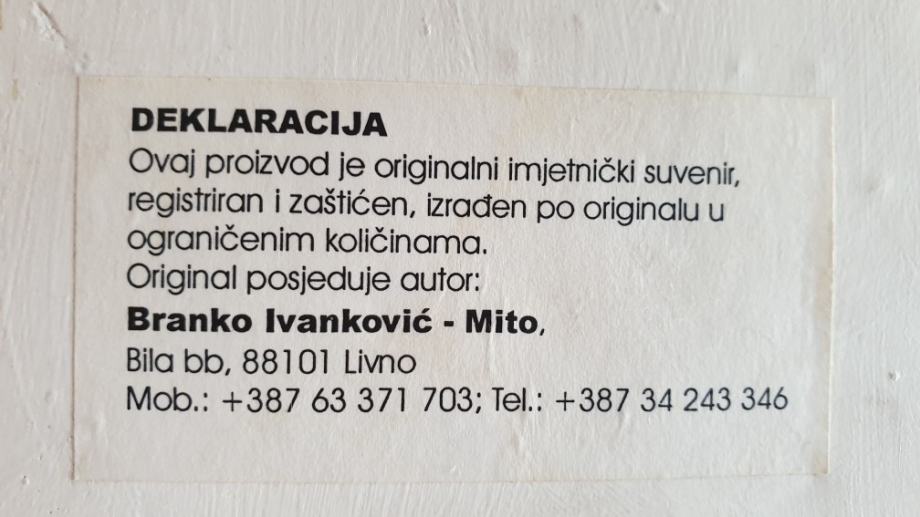 DEKLARACIJA
Ovaj proizvod je originalni imjetnički suvenir,
registriran i zaštićen, izrađen po originalu u
ograničenim količinama.
Original posjeduje autor:
Branko Ivanković - Mito,
Bila bb, 88101 Livno
Mob.: +387 63 371 703; Tel.: +387 34 243 346